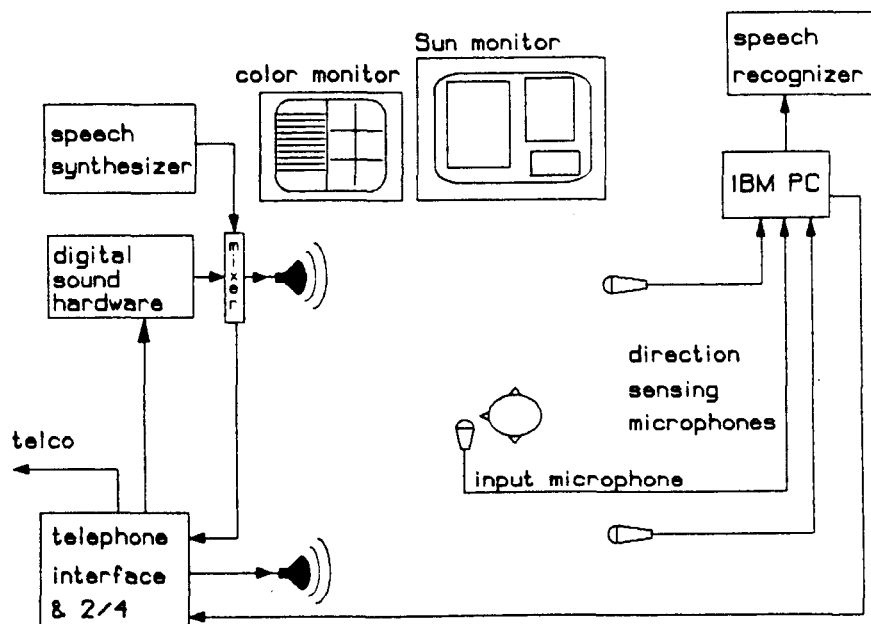 Sun monitor
color monitor
speech
recognizer
speech
synthesizer
IBM PC
mixer
digital
sound
hardware
direction
sensing
microphones
telco
input microphone
telephone
interface
& 2/4